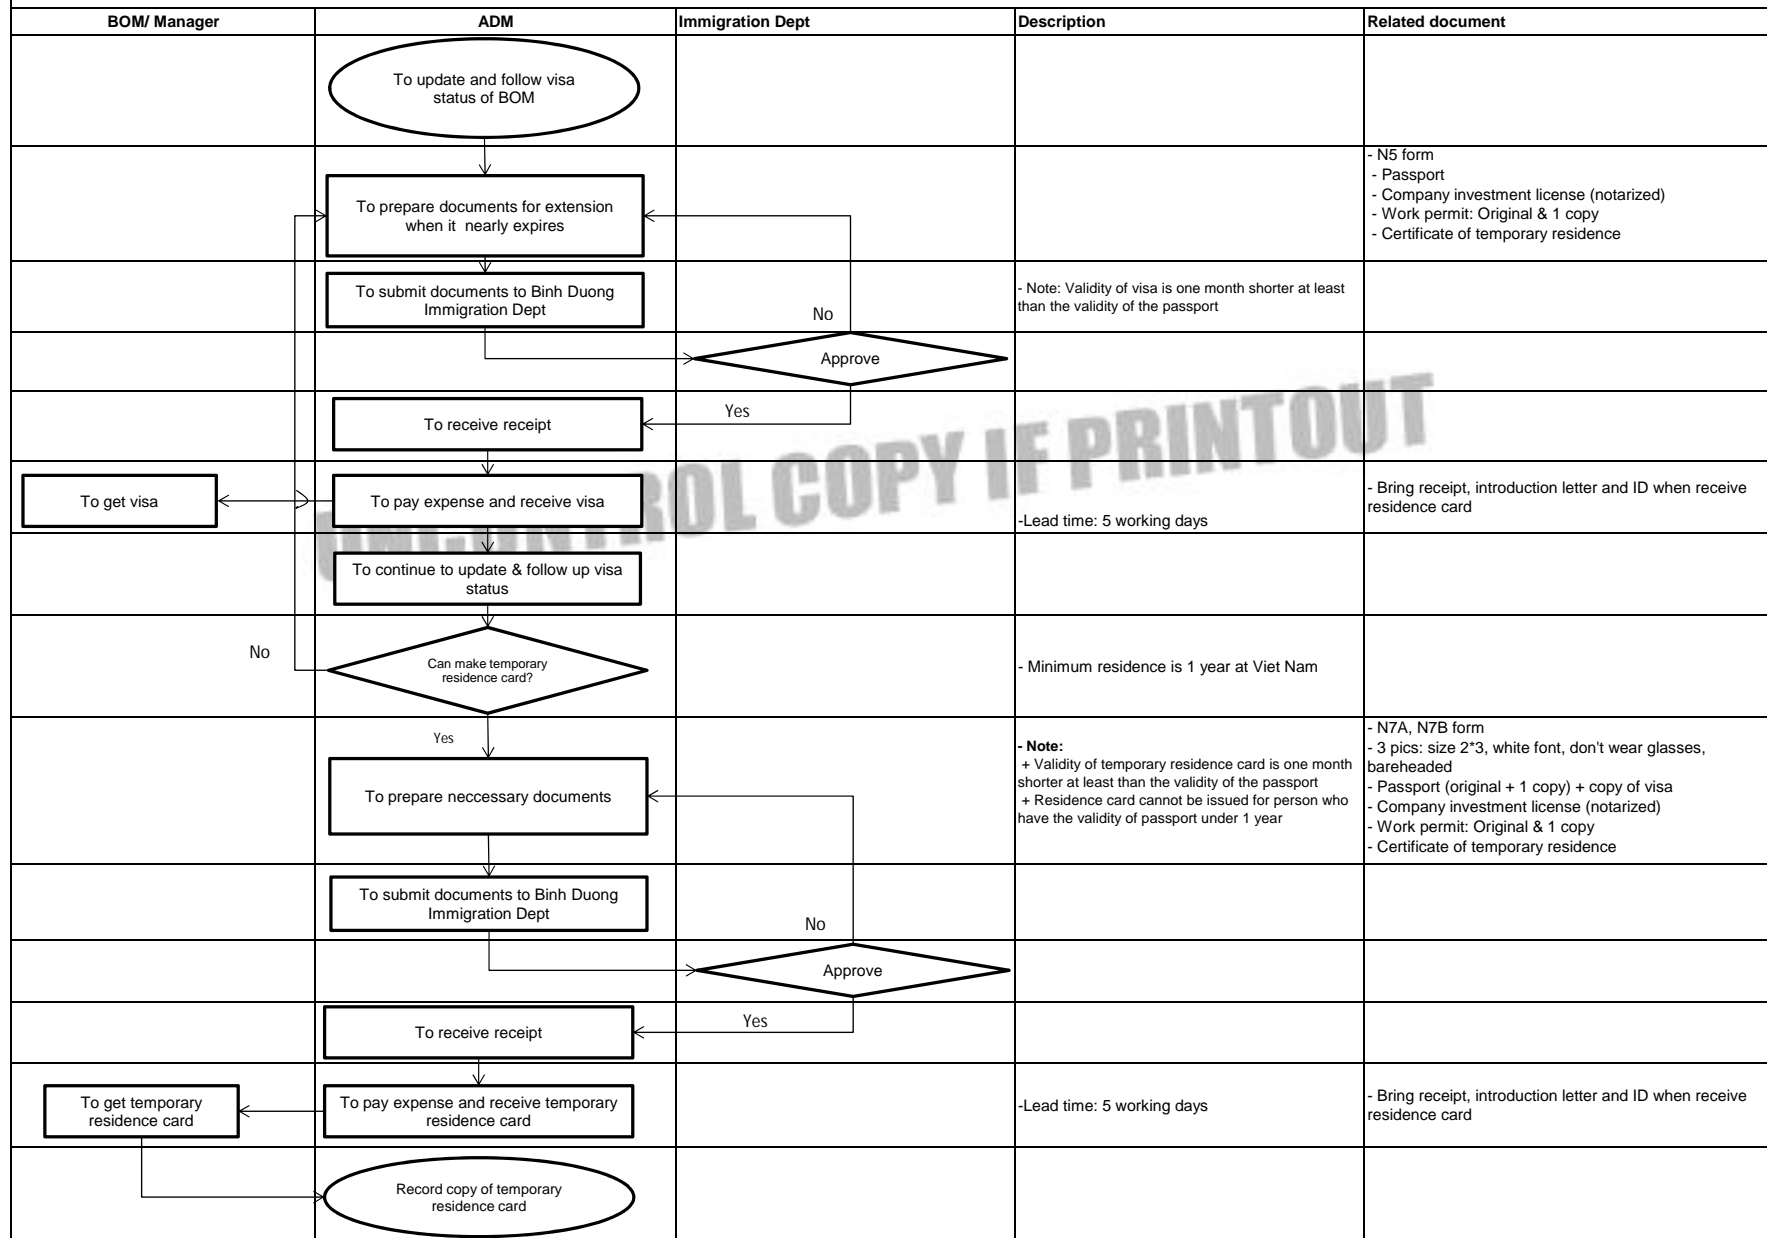 BOM/ Manager
ADM
Immigration Dept
Description
Related document
To update and follow visa
status of BOM
To prepare documents for extension
when it  nearly expires
- N5 form
- Passport
- Company investment license (notarized)
- Work permit: Original & 1 copy
- Certificate of temporary residence
To submit documents to Binh Duong
Immigration Dept
No
- Note: Validity of visa is one month shorter at least
than the validity of the passport
Approve
To receive receipt
Yes
UNCONTROL COPY IF PRINTOUT
To get visa
To pay expense and receive visa
-Lead time: 5 working days
- Bring receipt, introduction letter and ID when receive
residence card
To continue to update & follow up visa
status
No
Can make temporary
residence card?
- Minimum residence is 1 year at Viet Nam
Yes
To prepare neccessary documents
- Note:
+ Validity of temporary residence card is one month
shorter at least than the validity of the passport
+ Residence card cannot be issued for person who
have the validity of passport under 1 year
- N7A, N7B form
- 3 pics: size 2*3, white font, don't wear glasses,
bareheaded
- Passport (original + 1 copy) + copy of visa
- Company investment license (notarized)
- Work permit: Original & 1 copy
- Certificate of temporary residence
To submit documents to Binh Duong
Immigration Dept
No
Approve
To receive receipt
Yes
To get temporary
residence card
To pay expense and receive temporary
residence card
-Lead time: 5 working days
- Bring receipt, introduction letter and ID when receive
residence card
Record copy of temporary
residence card